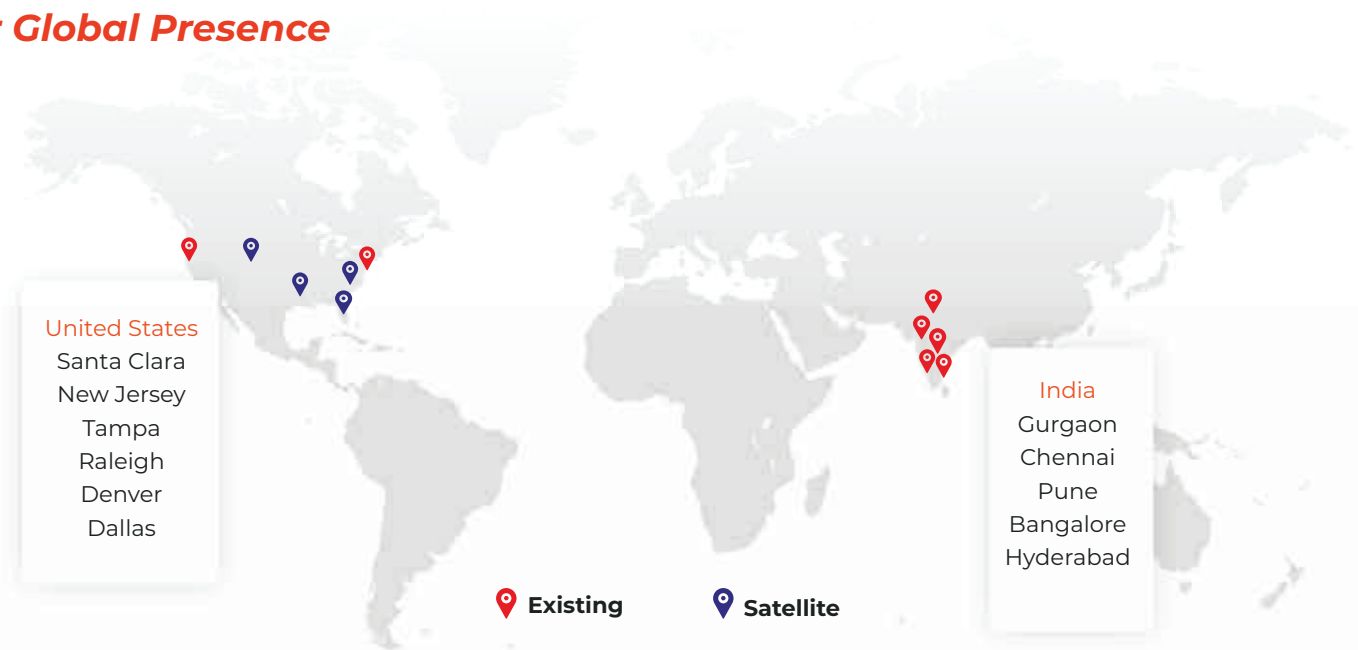 Global Presence
United States
Santa Clara
New Jersey
Tampa
Raleigh
Denver
Dallas
India
Gurgaon
Chennai
Pune
Bangalore
Hyderabad
Existing
Satellite